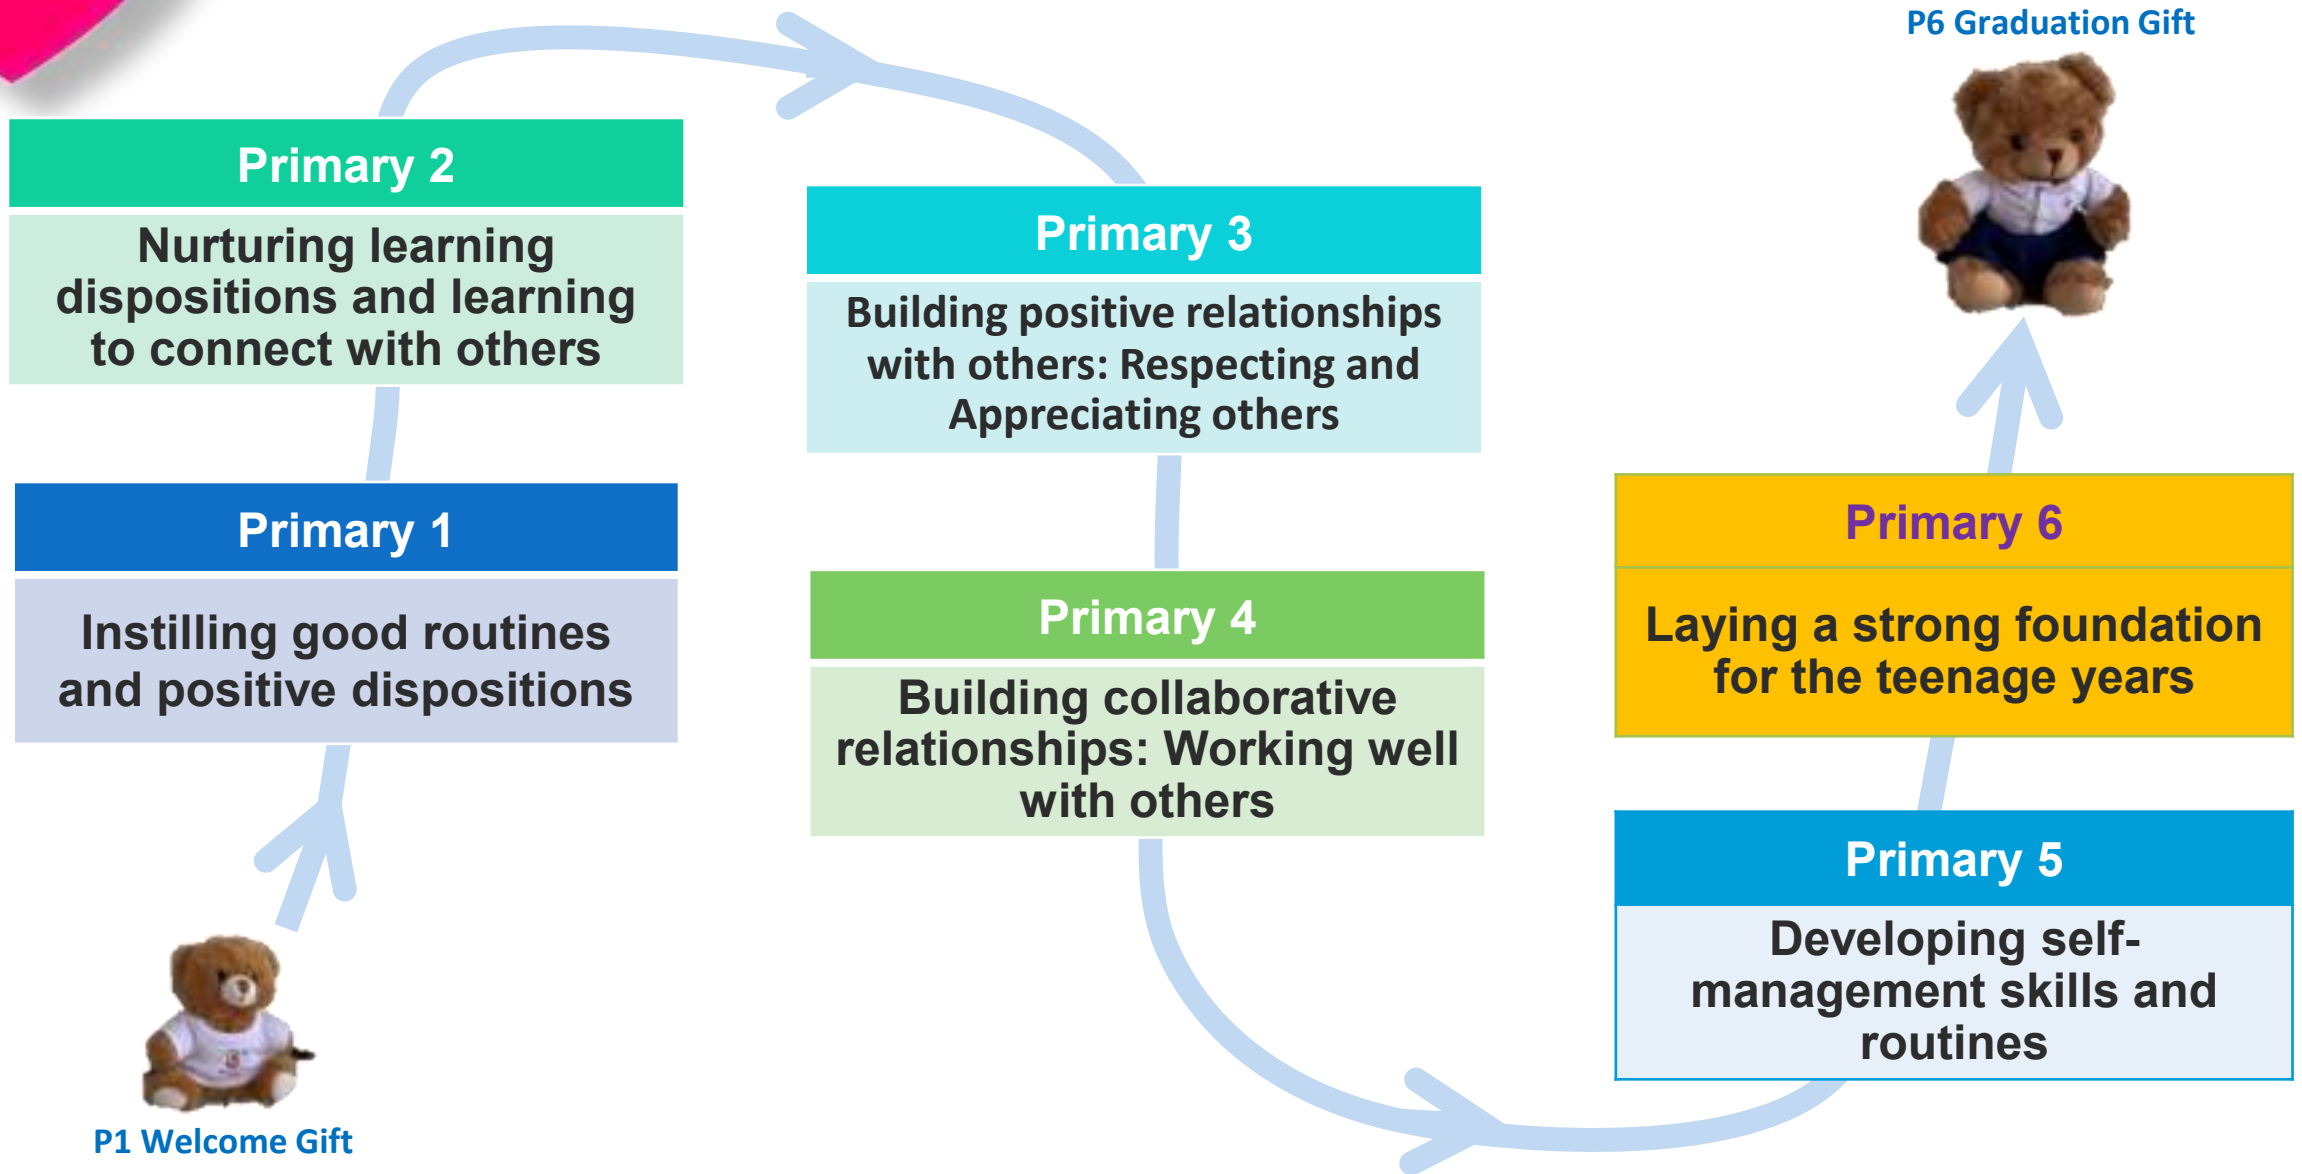 P6 Graduation Gift
Primary 2
Nurturing learning
dispositions and learning
to connect with others
Primary 1
Instilling good routines
and positive dispositions
P1 Welcome Gift
Primary 3
Building positive relationships
with others: Respecting and
Appreciating others
Primary 4
Building collaborative
relationships: Working well
with others
Primary 6
Laying a strong foundation
for the teenage years
Primary 5
Developing self-
management skills and
routines